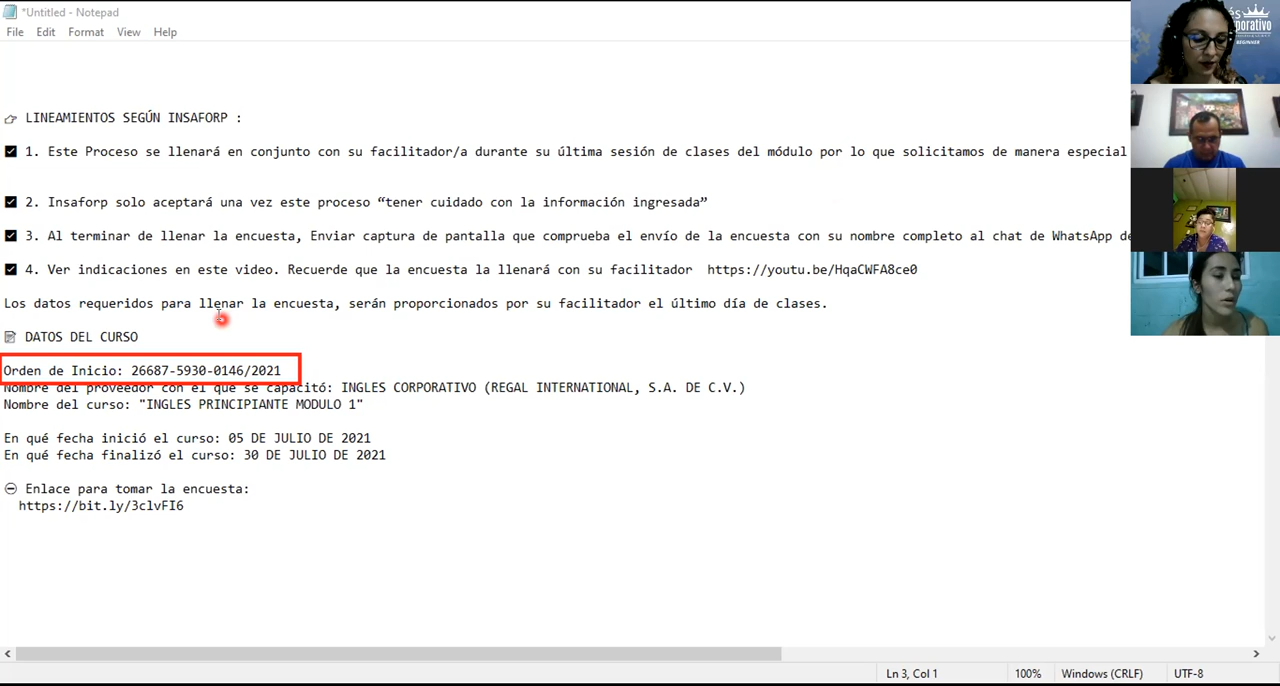 *Untitled - Notepad
File Edit Format View Help
LINEAMIENTOS SEGÚN INSAFORP :
1. Este Proceso se llenará en conjunto con su facilitador/a durante su última sesión de clases del módulo por lo que solicitamos de manera especial
2. Insaforp solo aceptará una vez este proceso “tener cuidado con la información ingresada”
3. Al terminar de llenar la encuesta, Enviar captura de pantalla que comprueba el envío de la encuesta con su nombre completo al chat de WhatsApp de
4. Ver indicaciones en este video. Recuerde que la encuesta la llenará con su facilitador https://youtu.be/HqaCWFA8ce0
Los datos requeridos para llenar la encuesta, serán proporcionados por su facilitador el último día de clases.
DATOS DEL CURSO
Orden de Inicio: 26687-5930-0146/2021
Nombre del proveedor con el que se capacitó: INGLES CORPORATIVO (REGAL INTERNATIONAL, S.A. DE C.V.)
Nombre del curso: "INGLES PRINCIPIANTE MODULO 1"
En qué fecha inició el curso: 05 DE JULIO DE 2021
En qué fecha finalizó el curso: 30 DE JULIO DE 2021
Enlace para tomar la encuesta:
https://bit.ly/3clvFI6
Ln 3, Col 1 100% Windows (CRLF) UTF-8
BEGINNER